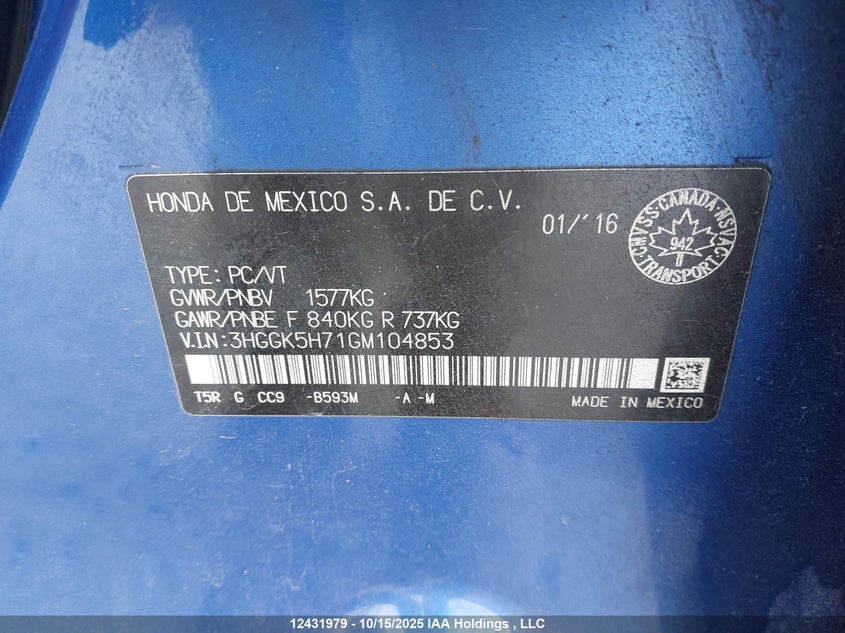 HONDA DE MEXICO S.A. DE C.V.
01/'16
CMVSS·CANADA·NSVAC
942
TRANSPORT
TYPE: PC/VT
GVWR/PNBV 1577KG
GAWR/PNBE F 840KG R 737KG
V.I.N:3HGGK5H71GM104853
T5R G CC9 -B593M -A -M
MADE IN MEXICO
12431979 - 10/15/2025 IAA Holdings , LLC